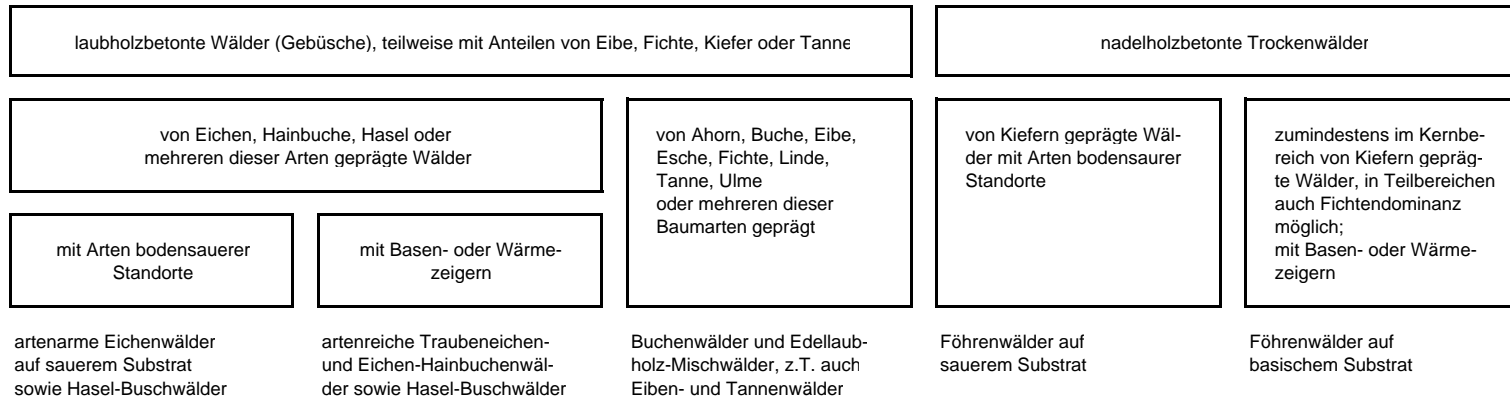 laubholzbetonte Wälder (Gebüsche), teilweise mit Anteilen von Eibe, Fichte, Kiefer oder Tanne
nadelholzbetonte Trockenwälder
von Eichen, Hainbuche, Hasel oder
mehreren dieser Arten geprägte Wälder
mit Arten bodensauerer
Standorte
mit Basen- oder Wärme-
zeigern
von Ahorn, Buche, Eibe,
Esche, Fichte, Linde,
Tanne, Ulme
oder mehreren dieser
Baumarten geprägt
von Kiefern geprägte Wäl-
der mit Arten bodensaurer
Standorte
zumindestens im Kernbe-
reich von Kiefern gepräg-
te Wälder, in Teilbereichen
auch Fichtendominanz
möglich;
mit Basen- oder Wärme-
zeigern
artenarme Eichenwälder
auf sauerem Substrat
sowie Hasel-Buschwälder
artenreiche Traubeneichen-
und Eichen-Hainbuchenwäl-
der sowie Hasel-Buschwälder
Buchenwälder und Edellaub-
holz-Mischwälder, z.T. auch
Eiben- und Tannenwälder
Föhrenwälder auf
sauerem Substrat
Föhrenwälder auf
basischem Substrat